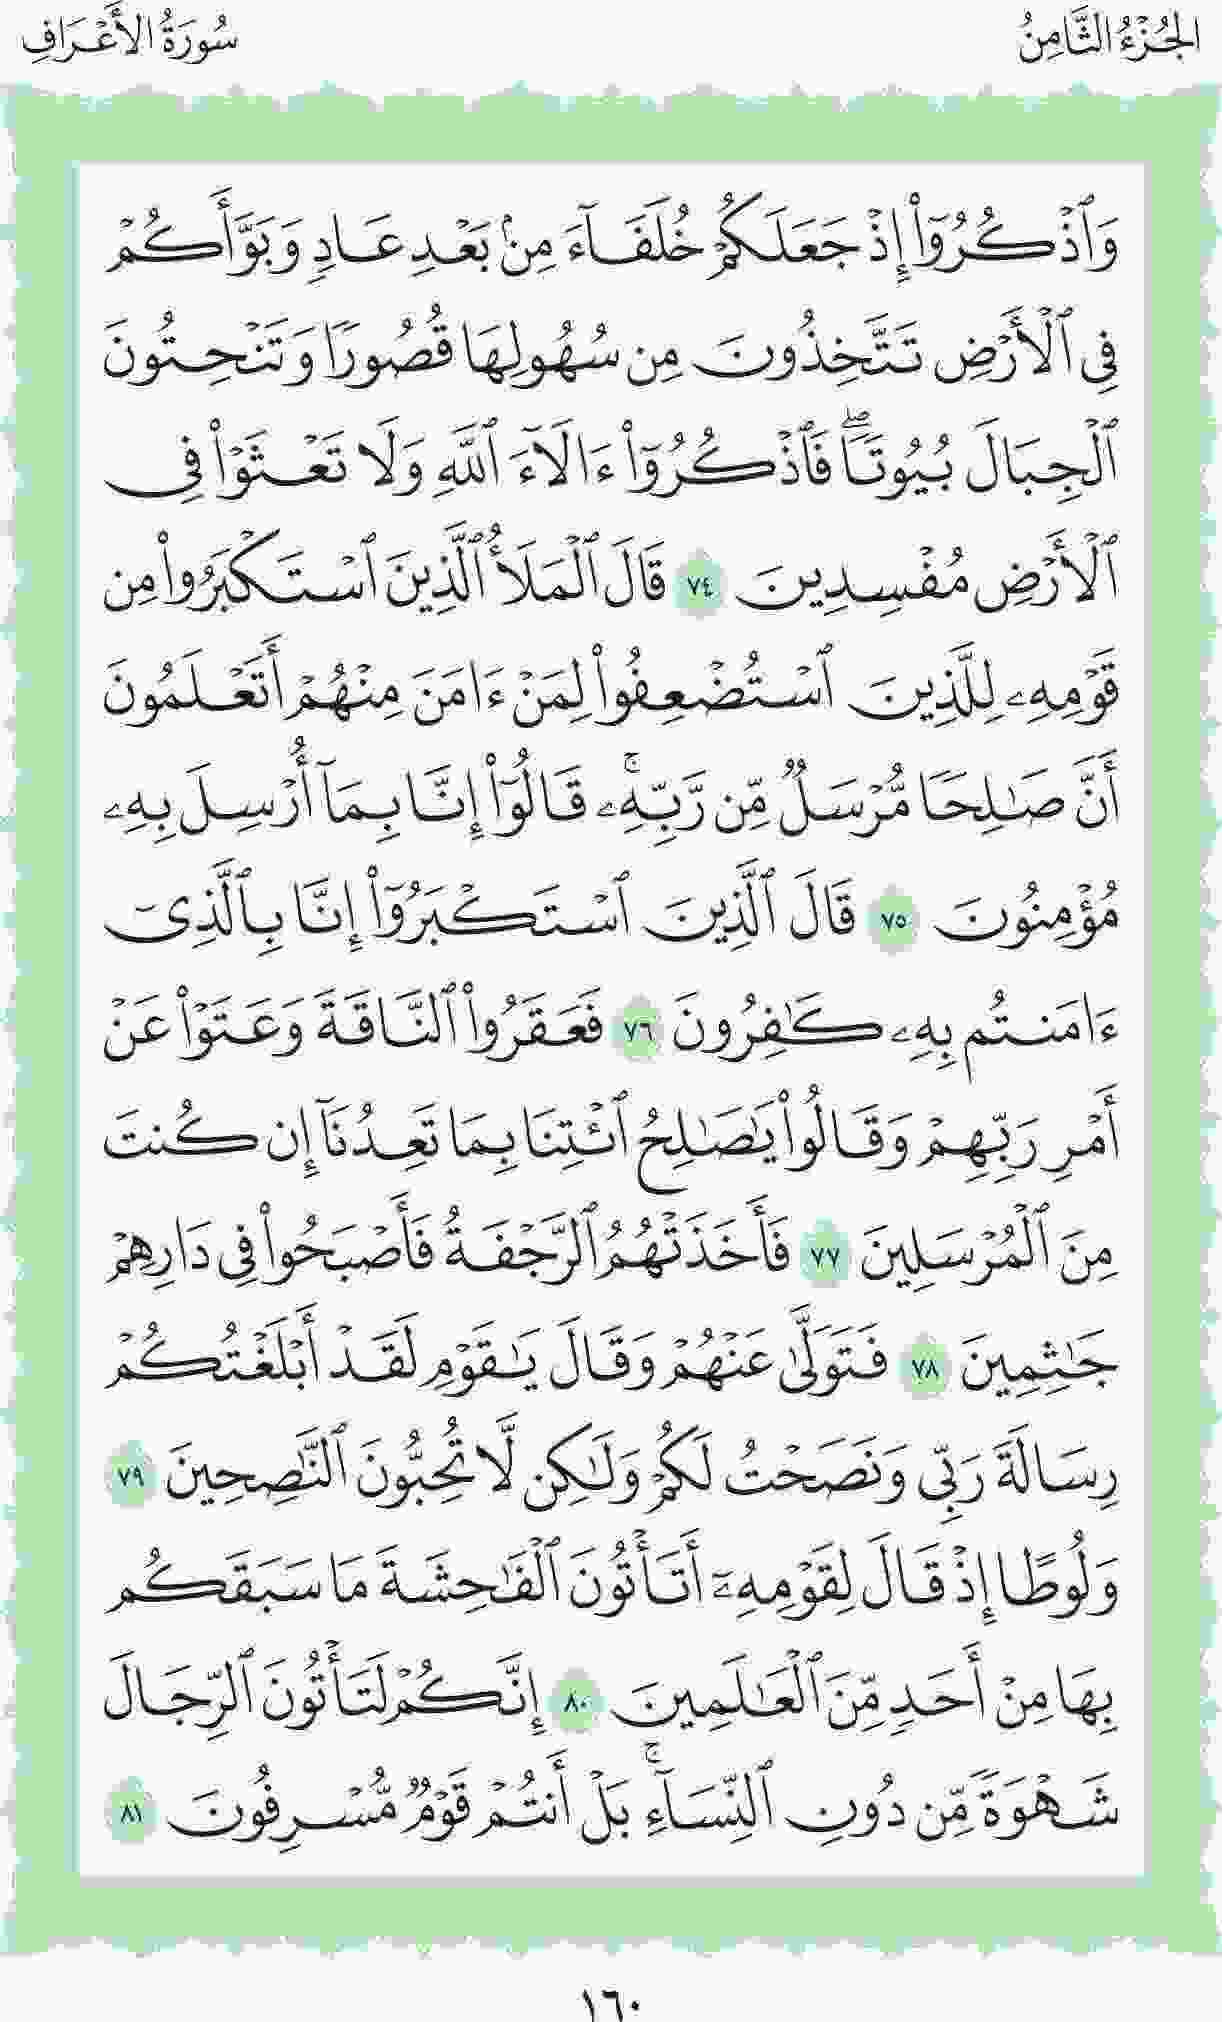 الجُزْءُ الثَّامِنُ
سُورَةُ الأَعْرَافِ
وَٱذْكُرُوٓا۟ إِذْ جَعَلَكُمْ خُلَفَآءَ مِنۢ بَعْدِ عَادٍ وَبَوَّأَكُمْ
فِى ٱلْأَرْضِ تَتَّخِذُونَ مِن سُهُولِهَا قُصُورًا وَتَنْحِتُونَ
ٱلْجِبَالَ بُيُوتًا ۖ فَٱذْكُرُوٓا۟ ءَالَآءَ ٱللَّهِ وَلَا تَعْثَوْا۟ فِى
ٱلْأَرْضِ مُفْسِدِينَ ٧٤ قَالَ ٱلْمَلَأُ ٱلَّذِينَ ٱسْتَكْبَرُوا۟ مِن
قَوْمِهِۦ لِلَّذِينَ ٱسْتُضْعِفُوا۟ لِمَنْ ءَامَنَ مِنْهُمْ أَتَعْلَمُونَ
أَنَّ صَـٰلِحًا مُّرْسَلٌ مِّن رَّبِّهِۦ ۚ قَالُوٓا۟ إِنَّا بِمَآ أُرْسِلَ بِهِۦ
مُؤْمِنُونَ ٧٥ قَالَ ٱلَّذِينَ ٱسْتَكْبَرُوٓا۟ إِنَّا بِٱلَّذِىٓ
ءَامَنتُم بِهِۦ كَـٰفِرُونَ ٧٦ فَعَقَرُوا۟ ٱلنَّاقَةَ وَعَتَوْا۟ عَنْ
أَمْرِ رَبِّهِمْ وَقَالُوا۟ يَـٰصَـٰلِحُ ٱئْتِنَا بِمَا تَعِدُنَآ إِن كُنتَ
مِنَ ٱلْمُرْسَلِينَ ٧٧ فَأَخَذَتْهُمُ ٱلرَّجْفَةُ فَأَصْبَحُوا۟ فِى دَارِهِمْ
جَـٰثِمِينَ ٧٨ فَتَوَلَّىٰ عَنْهُمْ وَقَالَ يَـٰقَوْمِ لَقَدْ أَبْلَغْتُكُمْ
رِسَالَةَ رَبِّى وَنَصَحْتُ لَكُمْ وَلَـٰكِن لَّا تُحِبُّونَ ٱلنَّـٰصِحِينَ ٧٩
وَلُوطًا إِذْ قَالَ لِقَوْمِهِۦٓ أَتَأْتُونَ ٱلْفَـٰحِشَةَ مَا سَبَقَكُم
بِهَا مِنْ أَحَدٍ مِّنَ ٱلْعَـٰلَمِينَ ٨٠ إِنَّكُمْ لَتَأْتُونَ ٱلرِّجَالَ
شَهْوَةً مِّن دُونِ ٱلنِّسَآءِ ۚ بَلْ أَنتُمْ قَوْمٌ مُّسْرِفُونَ ٨١
١٦٠